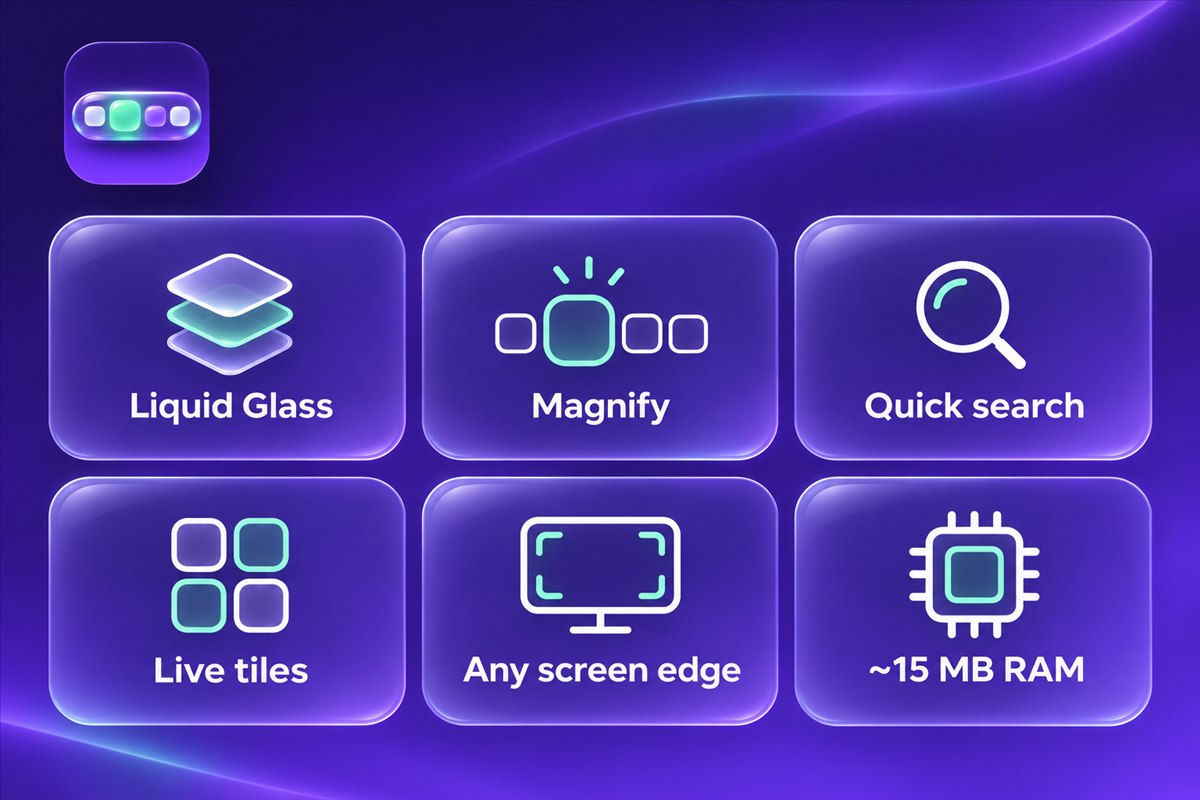 Liquid Glass
Magnify
Quick search
Live tiles
Any screen edge
~15 MB RAM